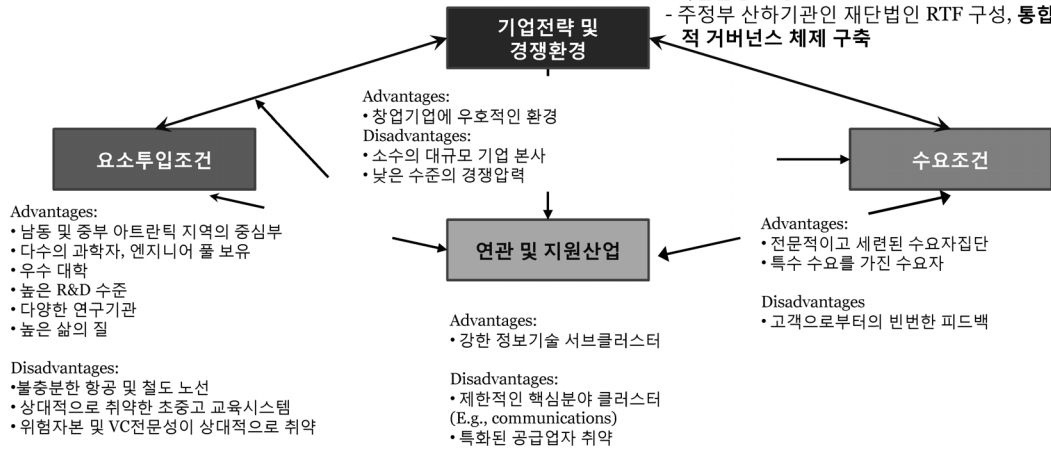 - 주정부 산하기관인 재단법인 RTF 구성, 통합
적 거버넌스 체제 구축
기업전략 및
경쟁환경
Advantages:
• 창업기업에 우호적인 환경
Disadvantages:
• 소수의 대규모 기업 본사
• 낮은 수준의 경쟁압력
요소투입조건
수요조건
Advantages:
• 남동 및 중부 아트란틱 지역의 중심부
• 다수의 과학자, 엔지니어 풀 보유
• 우수 대학
• 높은 R&D 수준
• 다양한 연구기관
• 높은 삶의 질
Disadvantages:
•불충분한 항공 및 철도 노선
• 상대적으로 취약한 초중고 교육시스템
• 위험자본 및 VC전문성이 상대적으로 취약
연관 및 지원산업
Advantages:
• 강한 정보기술 서브클러스터
Disadvantages:
• 제한적인 핵심분야 클러스터
(E.g., communications)
• 특화된 공급업자 취약
Advantages:
• 전문적이고 세련된 수요자집단
• 특수 수요를 가진 수요자
Disadvantages
• 고객으로부터의 빈번한 피드백